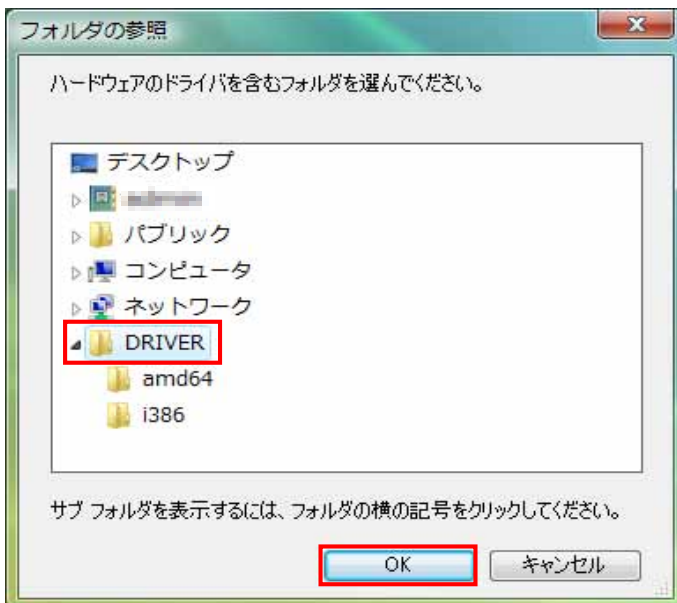 フォルダの参照
ハードウェアのドライバを含むフォルダを選んでください。
デスクトップ
パブリック
コンピュータ
ネットワーク
DRIVER
amd64
i386
サブ フォルダを表示するには、フォルダの横の記号をクリックしてください。
OK
キャンセル